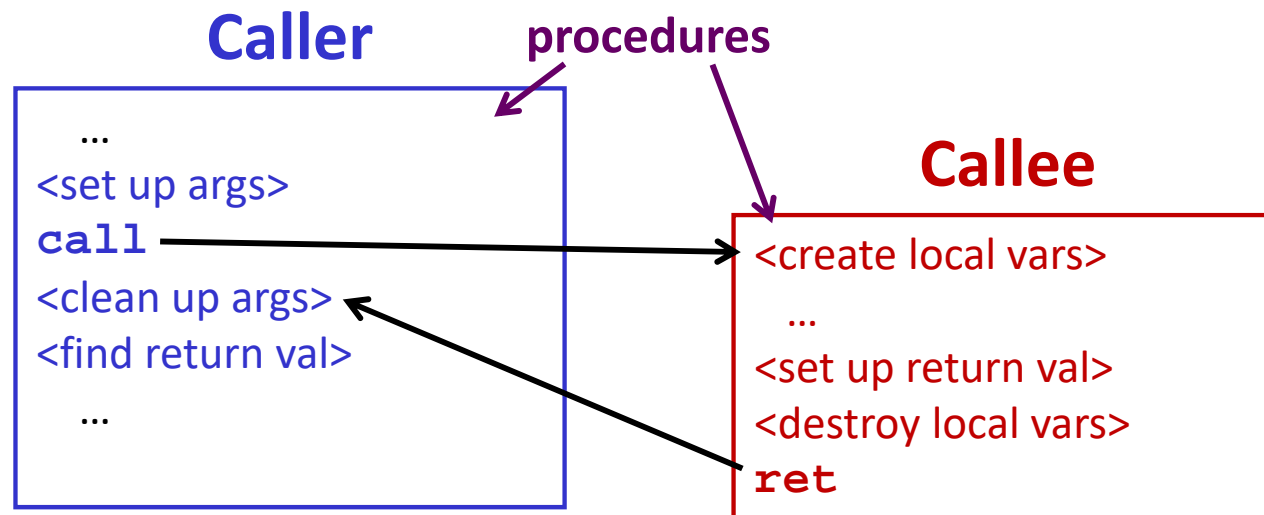 Caller
procedures
...
<set up args>
call
<clean up args>
<find return val>
...
Callee
<create local vars>
...
<set up return val>
<destroy local vars>
ret